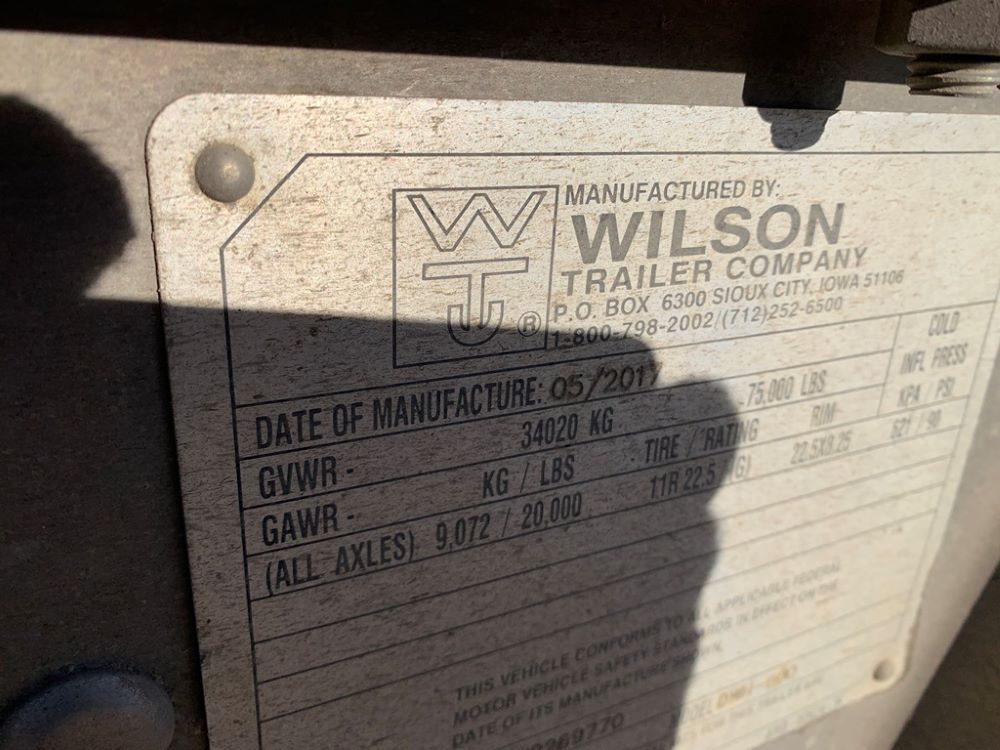 WTJ ®
MANUFACTURED BY:
WILSON
TRAILER COMPANY
P.O. BOX 6300 SIOUX CITY, IOWA 51106
1-800-798-2002/(712)252-6500
DATE OF MANUFACTURE: 05/2017
COLD
GVWR - 34020 KG 75,000 LBS
INFL PRESS
GAWR - KG / LBS TIRE / RATING RIM KPA / PSI
(ALL AXLES) 9,072 / 20,000 11R 22.5 (G) 22.5X8.25 621 / 90
THIS VEHICLE CONFORMS TO ALL APPLICABLE FEDERAL
MOTOR VEHICLE SAFETY STANDARDS IN EFFECT ON THE
DATE OF ITS MANUFACTURE SHOWN.
269770 MODEL